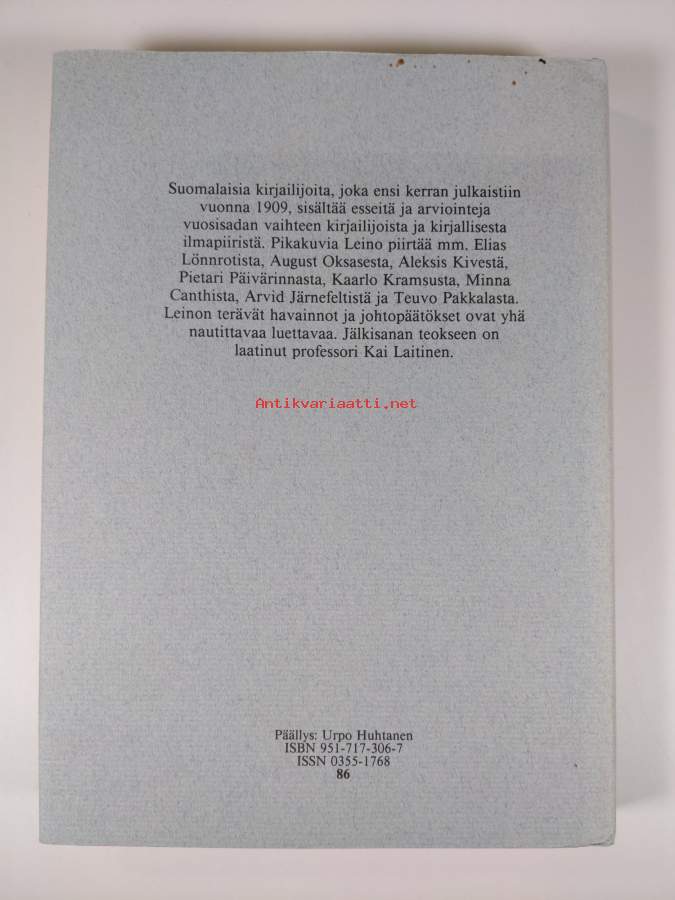 Suomalaisia kirjailijoita, joka ensi kerran julkaistiin
vuonna 1909, sisältää esseitä ja arviointeja
vuosisadan vaihteen kirjailijoista ja kirjallisesta
ilmapiiristä. Pikakuvia Leino piirtää mm. Elias
Lönnrotista, August Oksasesta, Aleksis Kivestä,
Pietari Päivärinnasta, Kaarlo Kramsusta, Minna
Canthista, Arvid Järnefeltistä ja Teuvo Pakkalasta.
Leinon terävät havainnot ja johtopäätökset ovat yhä
nautittavaa luettavaa. Jälkisanan teokseen on
laatinut professori Kai Laitinen.
Antikvariaatti.net
Päällys: Urpo Huhtanen
ISBN 951-717-306-7
ISSN 0355-1768
86